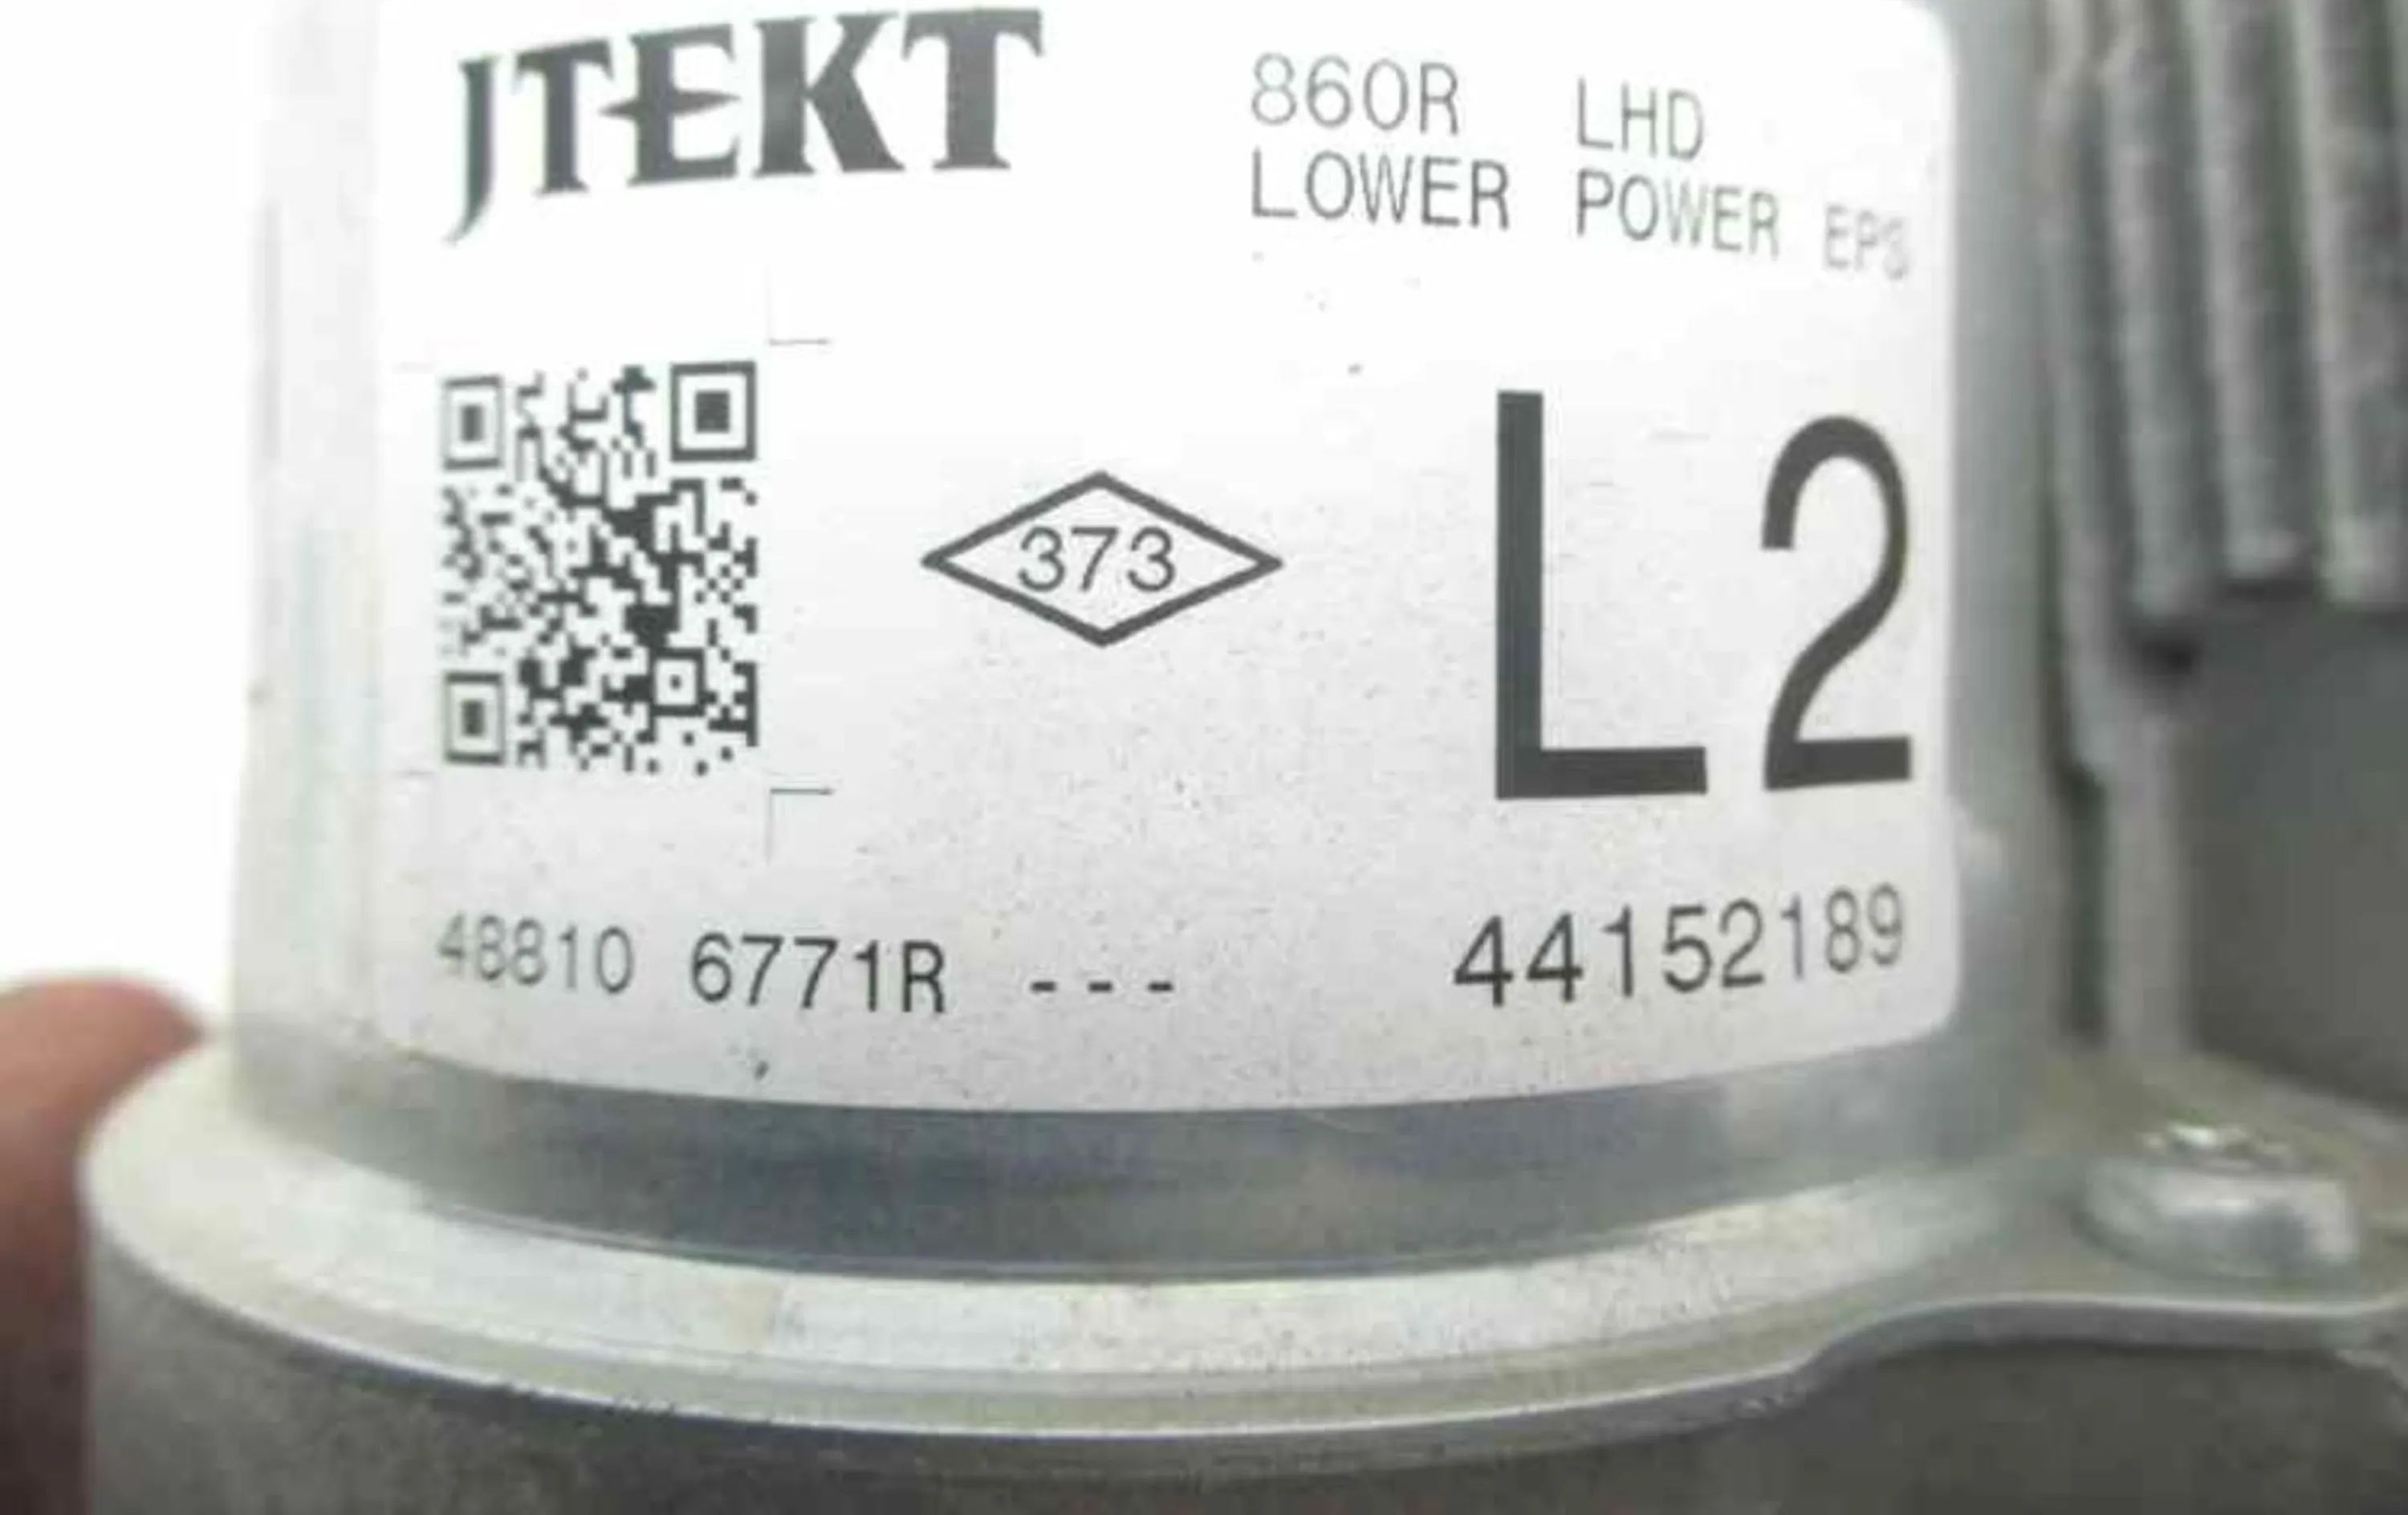 JTEKT
860R LHD
LOWER POWER EPS
373
L2
48810 6771R ---
44152189